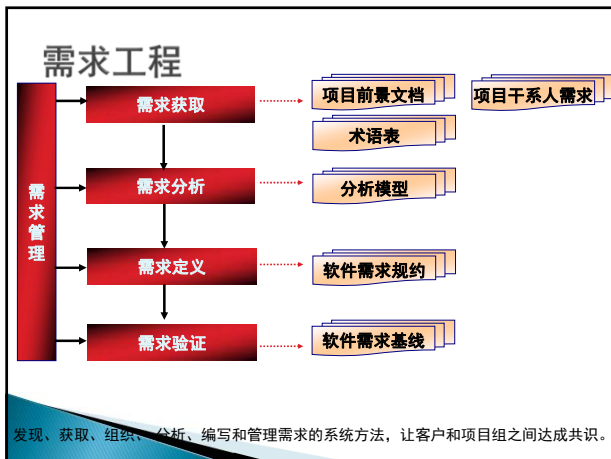 需求工程
需求管理
需求获取
项目前景文档
项目干系人需求
术语表
需求分析
分析模型
需求定义
软件需求规约
需求验证
软件需求基线
发现、获取、组织、分析、编写和管理需求的系统方法，让客户和项目组之间达成共识。